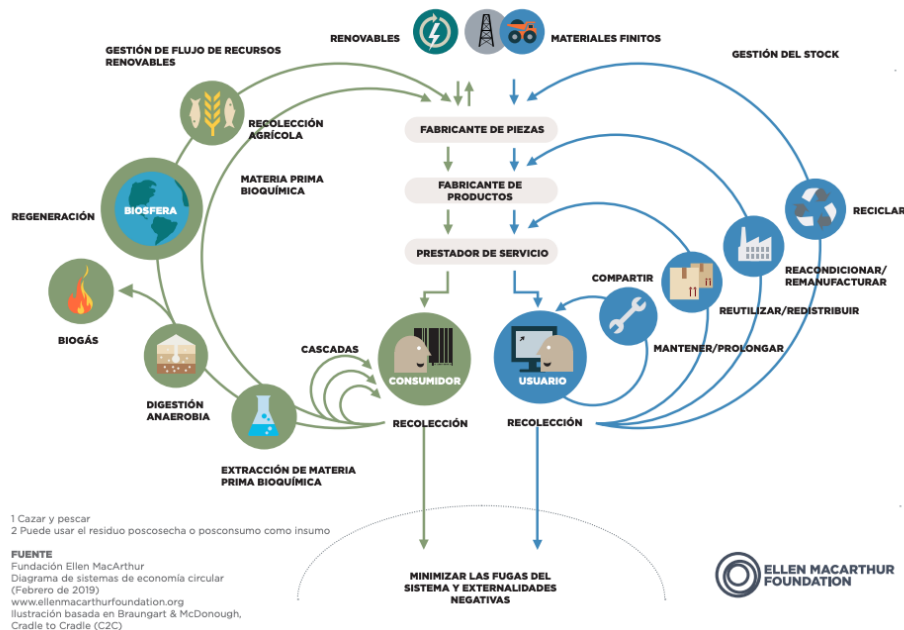 RENOVABLES
MATERIALES FINITOS
GESTIÓN DE FLUJO DE RECURSOS
RENOVABLES
GESTIÓN DEL STOCK
RECOLECCIÓN
AGRÍCOLA
FABRICANTE DE PIEZAS
MATERIA PRIMA
BIOQUÍMICA
FABRICANTE DE
PRODUCTOS
REGENERACIÓN
BIOSFERA
RECICLAR
PRESTADOR DE SERVICIO
COMPARTIR
REACONDICIONAR/
REMANUFACTURAR
REUTILIZAR/REDISTRIBUIR
BIOGÁS
MANTENER/PROLONGAR
CASCADAS
CONSUMIDOR
USUARIO
DIGESTIÓN
ANAEROBIA
RECOLECCIÓN
RECOLECCIÓN
EXTRACCIÓN DE MATERIA
PRIMA BIOQUÍMICA
1 Cazar y pescar
2 Puede usar el residuo poscosecha o posconsumo como insumo
FUENTE
Fundación Ellen MacArthur
Diagrama de sistemas de economía circular
(Febrero de 2019)
www.ellenmacarthurfoundation.org
Ilustración basada en Braungart & McDonough,
Cradle to Cradle (C2C)
MINIMIZAR LAS FUGAS DEL
SISTEMA Y EXTERNALIDADES
NEGATIVAS
ELLEN MACARTHUR
FOUNDATION